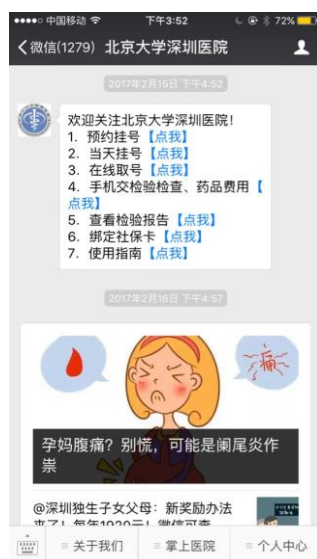 中国移动 下午3:52 72%
微信(1279) 北京大学深圳医院
2017年2月15日 下午4:52
欢迎关注北京大学深圳医院!
1. 预约挂号【点我】
2. 当天挂号【点我】
3. 在线取号【点我】
4. 手机交检验检查、药品费用【
点我】
5. 查看检验报告【点我】
6. 绑定社保卡【点我】
7. 使用指南【点我】
2017年2月16日 下午4:57
痛
孕妈腹痛?别慌,可能是阑尾炎作
祟
@深圳独生子女父母:新奖励办法
来了!每年1920元!微信可查
关于我们 掌上医院 个人中心